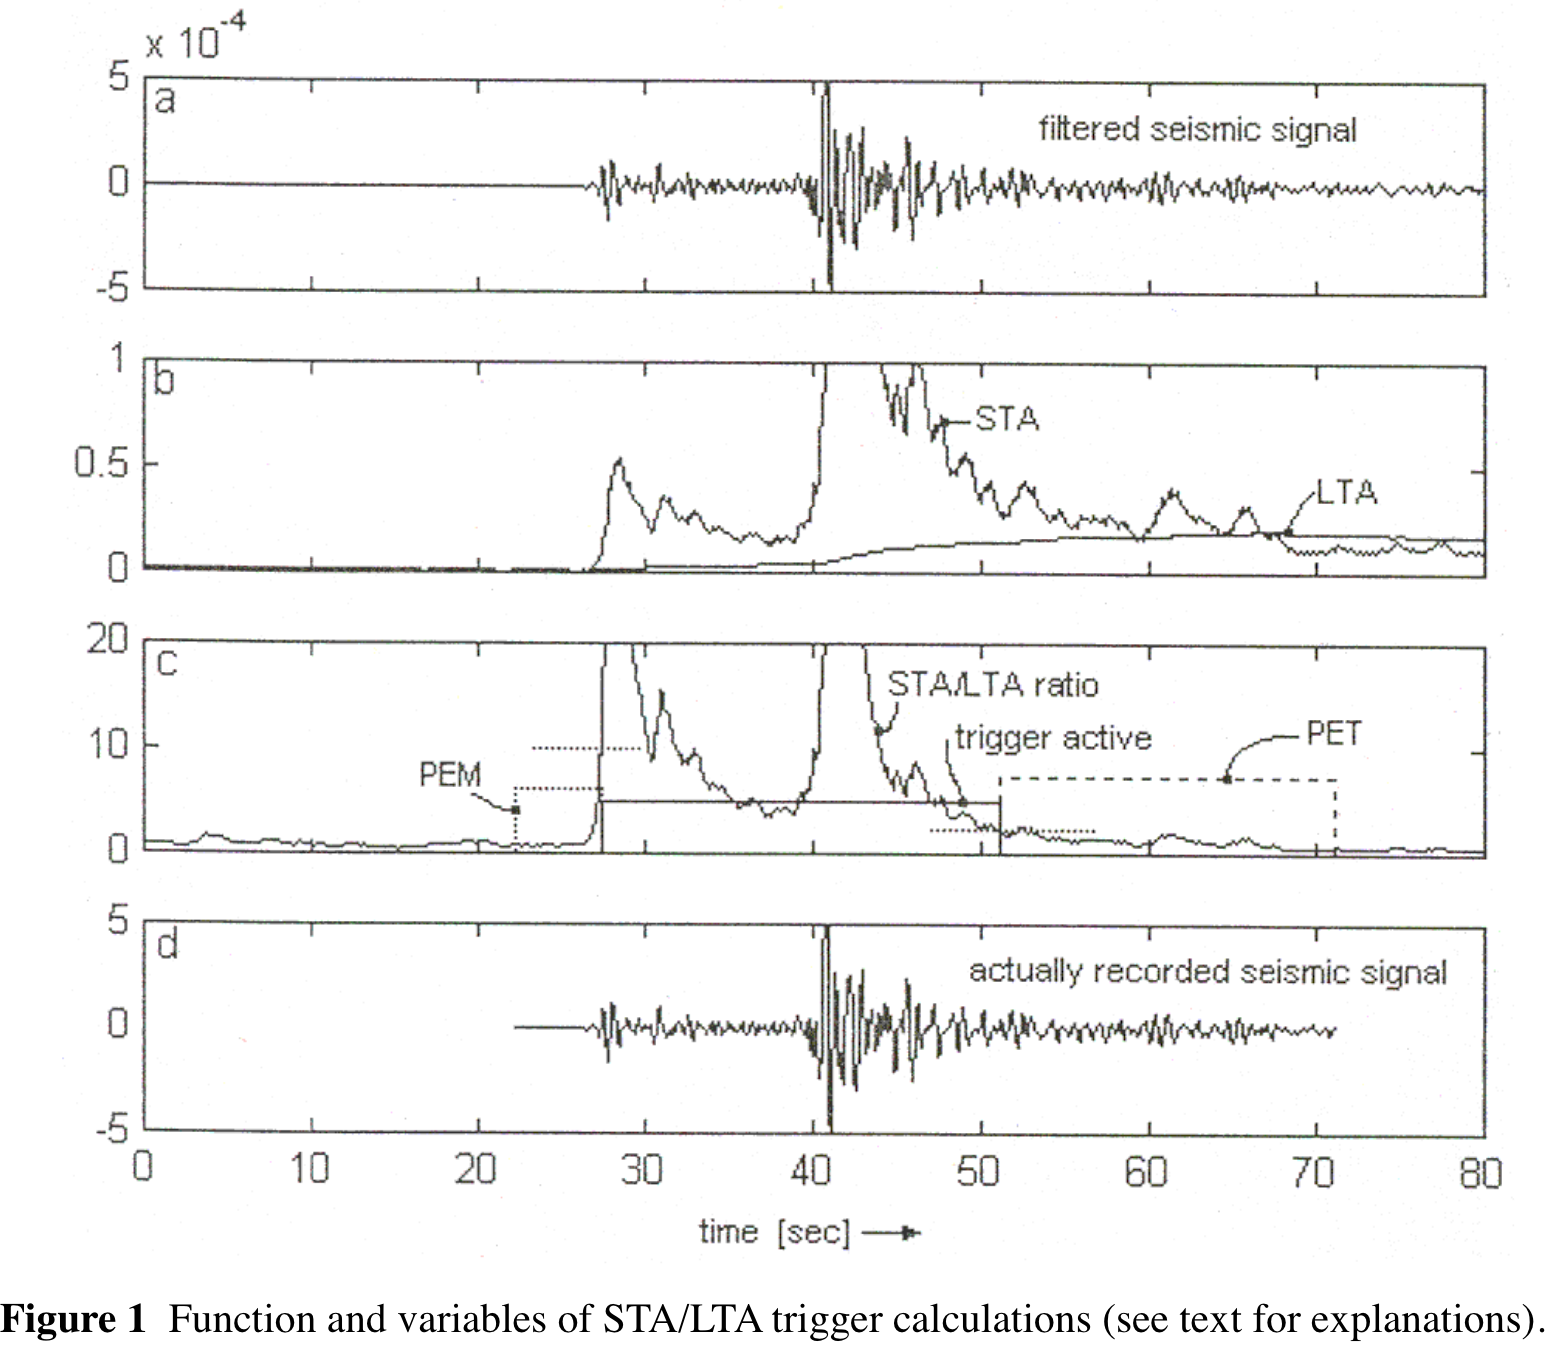 x 10-4
5
a
filtered seismic signal
0
-5
1
b
STA
0.5
LTA
0
20
c
STA/LTA ratio
trigger active
PET
10
PEM
0
5
d
actually recorded seismic signal
0
-5
0 10 20 30 40 50 60 70 80
time [sec]
Figure 1 Function and variables of STA/LTA trigger calculations (see text for explanations).